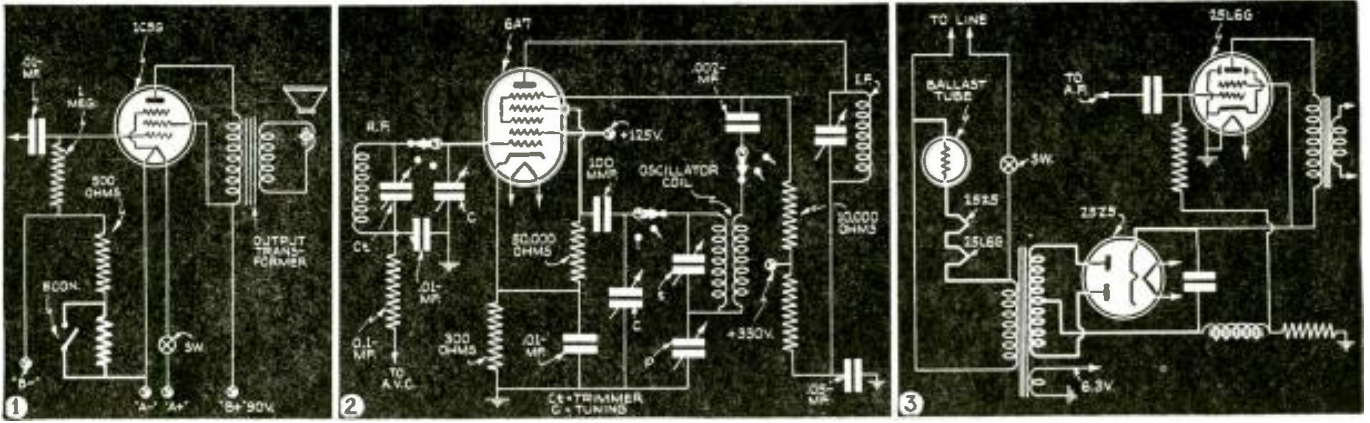 1C5G
.01-
MF.
1
MEG.
500
OHMS
OUTPUT
TRANS-
FORMER
ECON.
SW.
"B-"
"A-" "A+" "B+" 90V.
1
6A7
.002-
MF.
I.F.
R.F.
+125V.
100
MMF.
OSCILLATOR
COIL
C
Ct
50,000
OHMS
10,000
OHMS
.01-
MF.
C
+330V.
0.1-
MF.
300
OHMS
.01-
MF.
P
TO
A.V.C.
Ct = TRIMMER
C = TUNING
.05-
MF.
2
TO LINE
25L6G
BALLAST
TUBE
TO
A.F.
SW.
25Z5
25L6G
25Z5
6.3V.
3